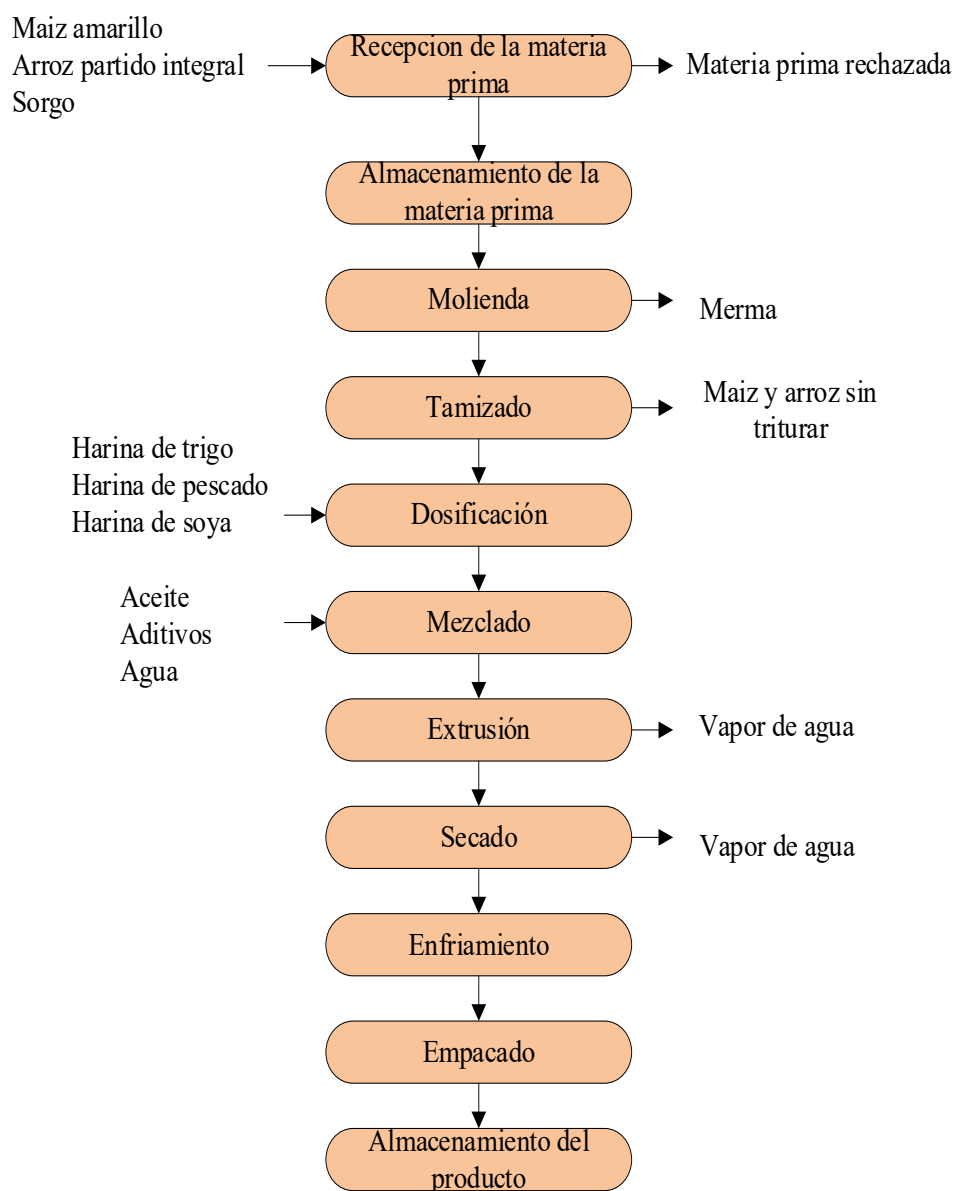 Maiz amarillo
Arroz partido integral
Sorgo
Recepcion de la materia
prima
Materia prima rechazada
Almacenamiento de la
materia prima
Molienda
Merma
Tamizado
Maiz y arroz sin
triturar
Harina de trigo
Harina de pescado
Harina de soya
Dosificación
Aceite
Aditivos
Agua
Mezclado
Extrusión
Vapor de agua
Secado
Vapor de agua
Enfriamiento
Empacado
Almacenamiento del
producto